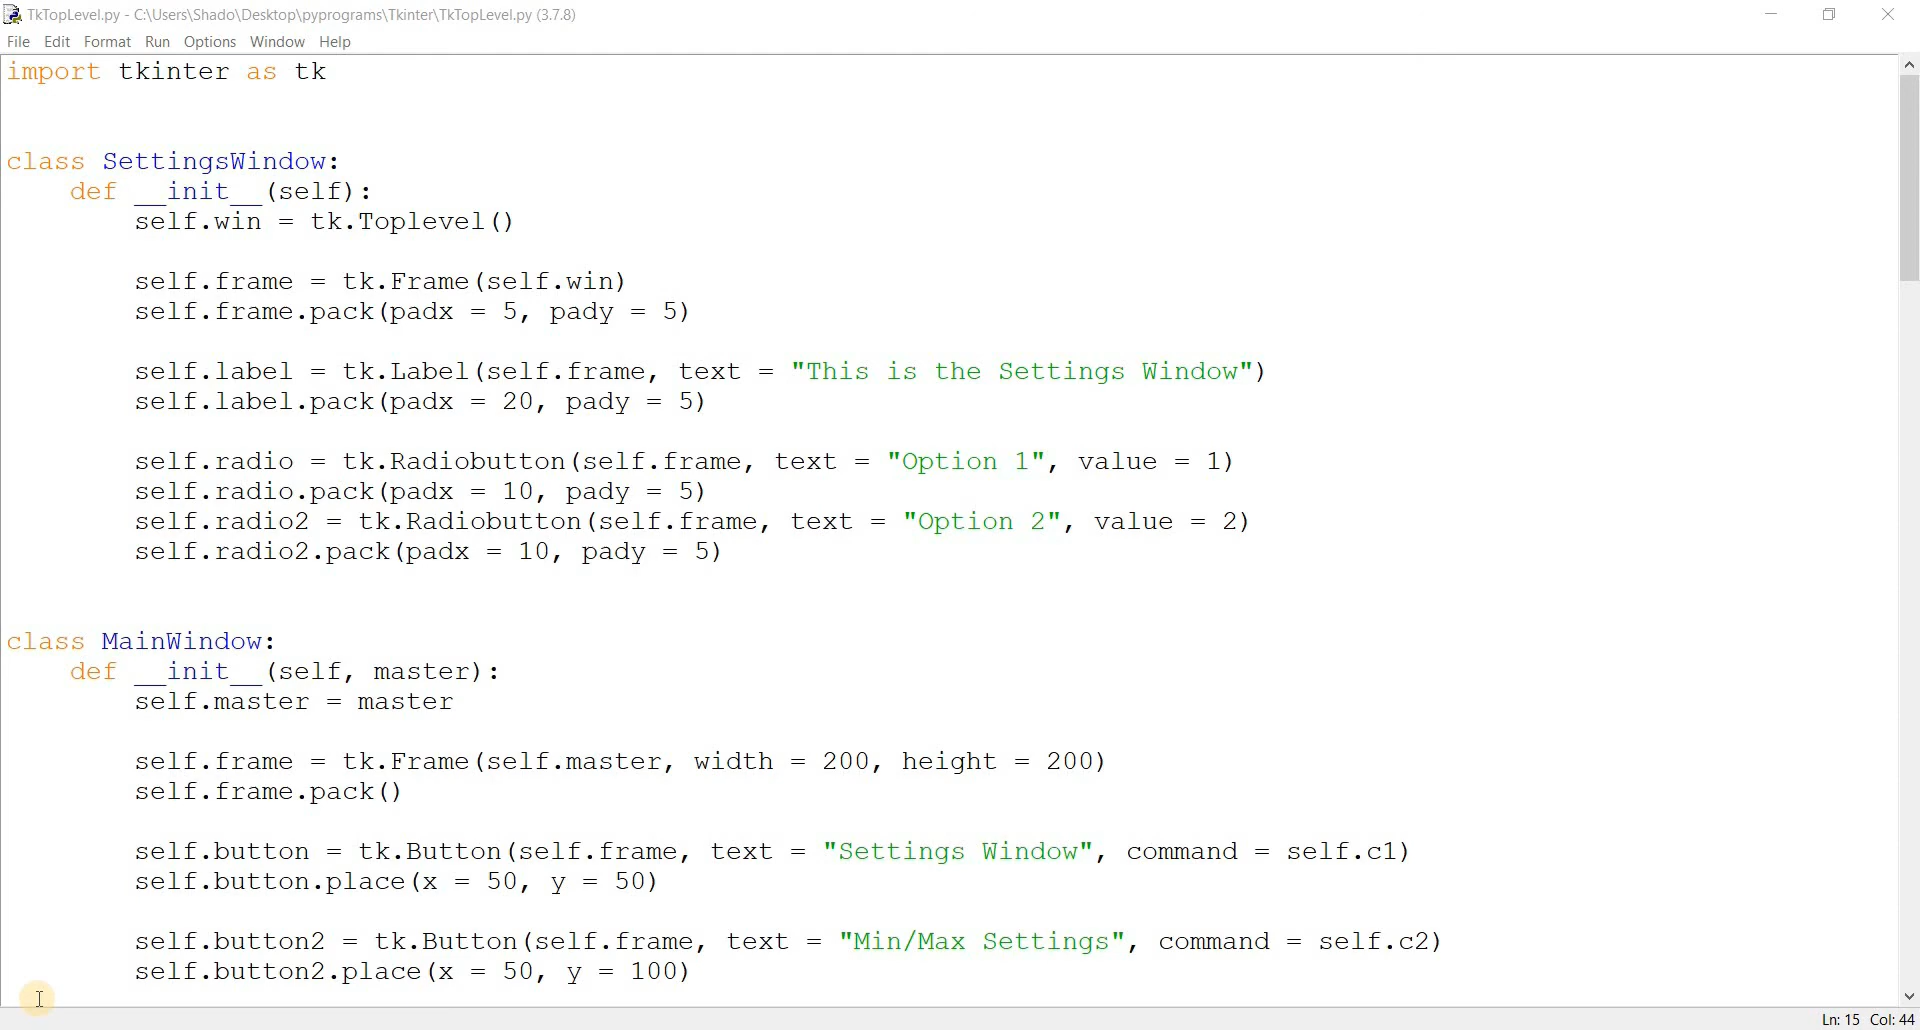 TkTopLevel.py - C:\Users\Shado\Desktop\pyprograms\Tkinter\TkTopLevel.py (3.7.8)
File Edit Format Run Options Window Help
import tkinter as tk
class SettingsWindow:
    def __init__(self):
        self.win = tk.Toplevel()
        self.frame = tk.Frame(self.win)
        self.frame.pack(padx = 5, pady = 5)
        self.label = tk.Label(self.frame, text = "This is the Settings Window")
        self.label.pack(padx = 20, pady = 5)
        self.radio = tk.Radiobutton(self.frame, text = "Option 1", value = 1)
        self.radio.pack(padx = 10, pady = 5)
        self.radio2 = tk.Radiobutton(self.frame, text = "Option 2", value = 2)
        self.radio2.pack(padx = 10, pady = 5)
class MainWindow:
    def __init__(self, master):
        self.master = master
        self.frame = tk.Frame(self.master, width = 200, height = 200)
        self.frame.pack()
        self.button = tk.Button(self.frame, text = "Settings Window", command = self.c1)
        self.button.place(x = 50, y = 50)
        self.button2 = tk.Button(self.frame, text = "Min/Max Settings", command = self.c2)
        self.button2.place(x = 50, y = 100)
Ln: 15 Col: 44